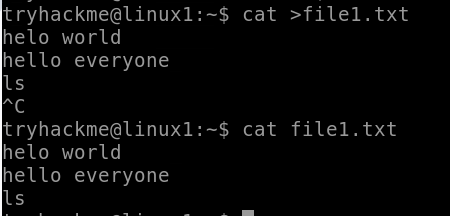 tryhackme@linux1:~$ cat >file1.txt
helo world
hello everyone
ls
^C
tryhackme@linux1:~$ cat file1.txt
helo world
hello everyone
ls